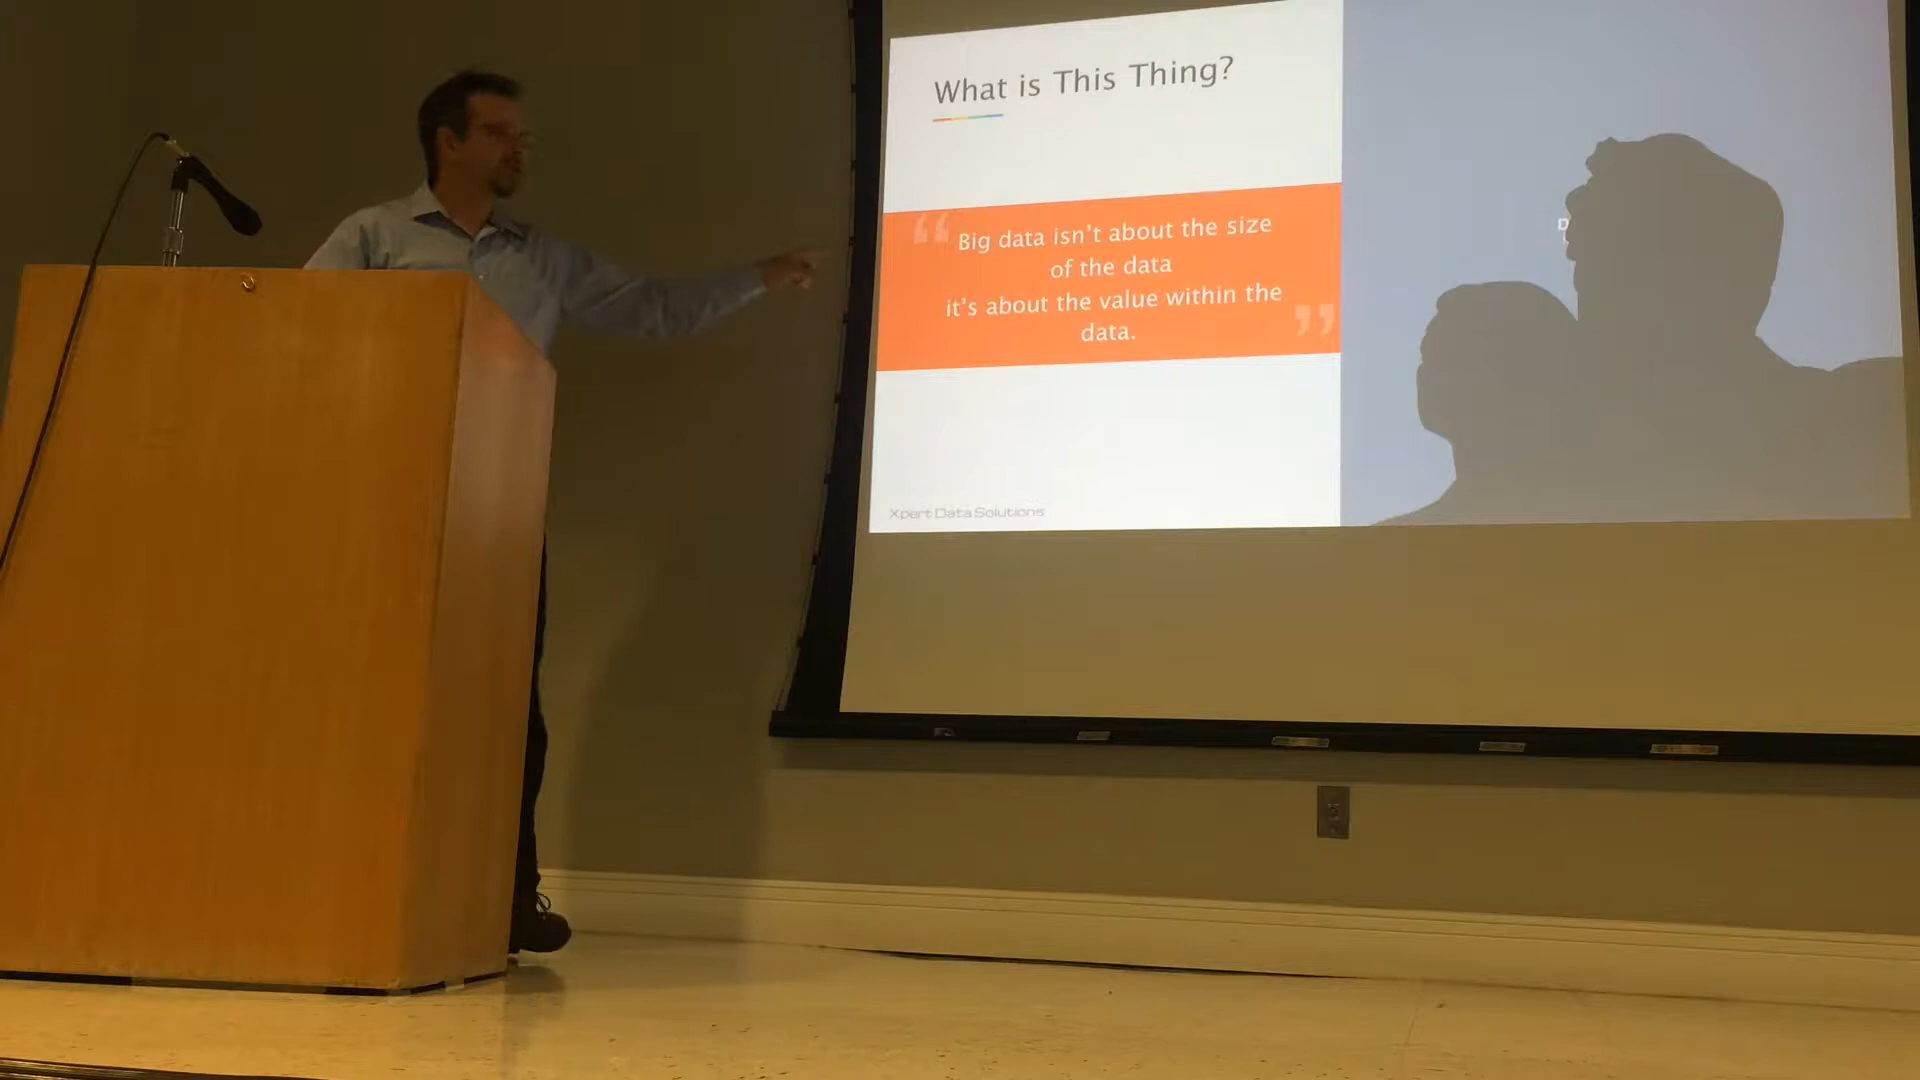 What is This Thing?
“ Big data isn't about the size
of the data
it's about the value within the
data. ”
Xpert Data Solutions